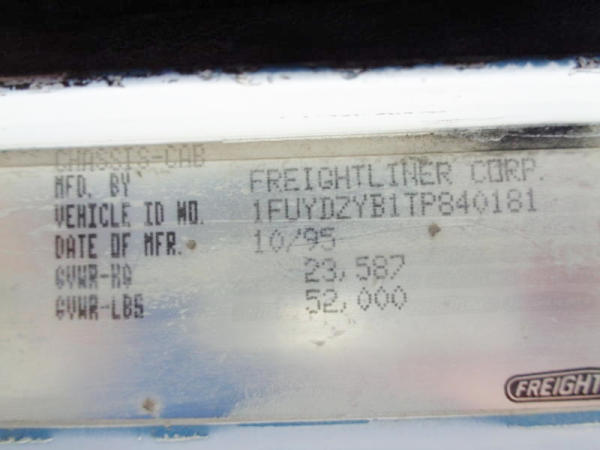 CHASSIS-CAB
MFD. BY FREIGHTLINER CORP.
VEHICLE ID NO. 1FUYDZYB1TP840181
DATE OF MFR. 10/95
GVWR-KG 23,587
GVWR-LBS 52,000
FREIGHT